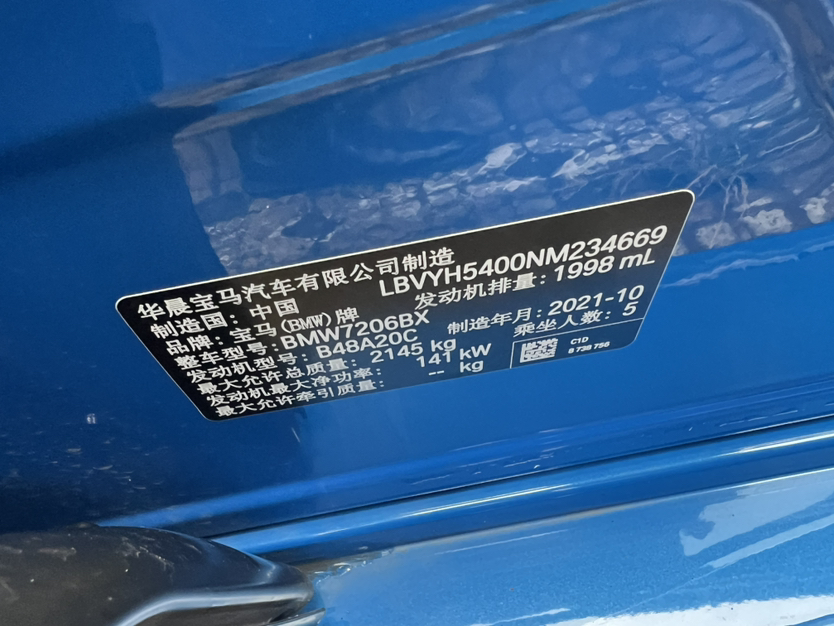 华晨宝马汽车有限公司制造
制造国：中国 LBVYH5400NM234669
品牌：宝马(BMW)牌 发动机排量：1998 mL
整车型号：BMW7206BX
发动机型号：B48A20C 制造年月：2021-10
最大允许总质量：2145 kg 乘坐人数：5
发动机最大净功率：141 kW
最大允许牵引质量：-- kg
C1D
8 738 756